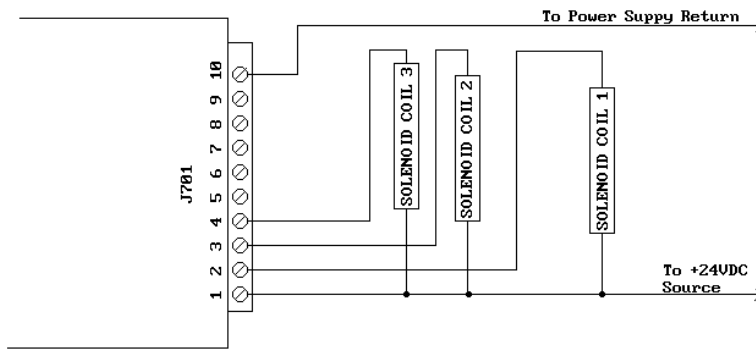 To Power Suppy Return
J701
10
9
8
7
6
5
4
3
2
1
SOLENOID COIL 3
SOLENOID COIL 2
SOLENOID COIL 1
To +24VDC
Source